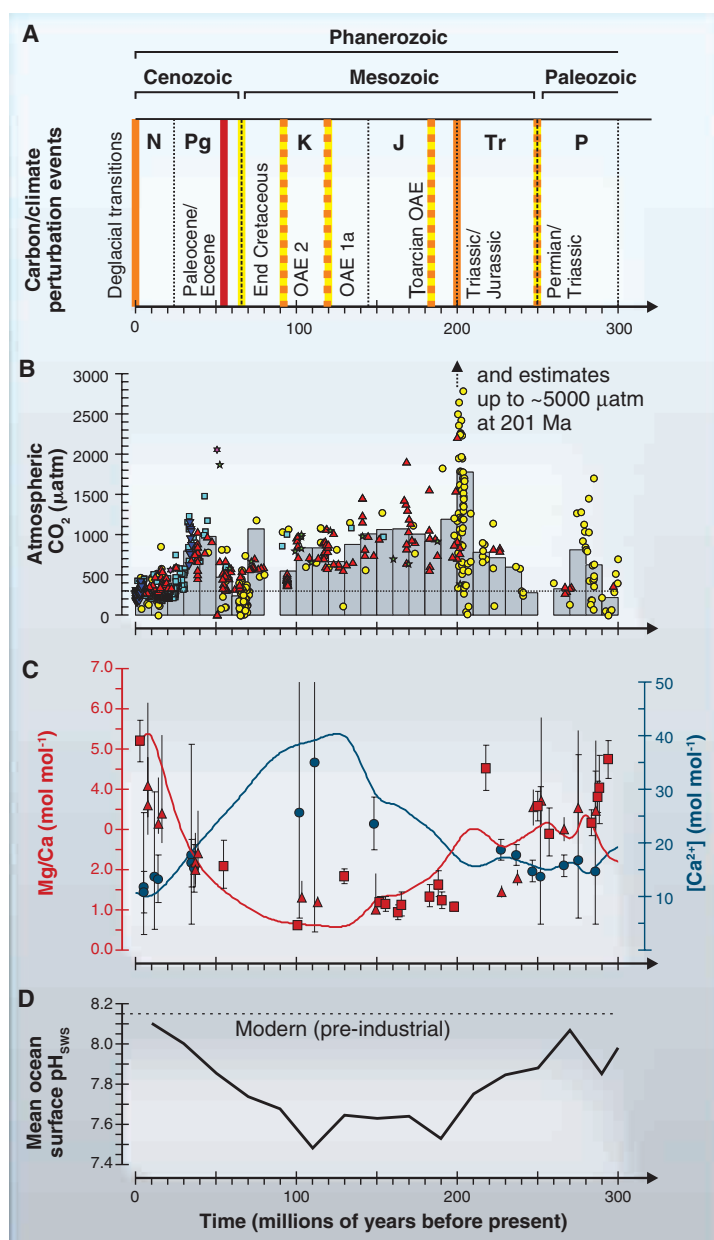 A
Phanerozoic
Cenozoic
Mesozoic
Paleozoic
Carbon/climate
perturbation events
N
Pg
K
J
Tr
P
Deglacial transitions
Paleocene/
Eocene
End Cretaceous
OAE 2
OAE 1a
Toarcian OAE
Triassic/
Jurassic
Permian/
Triassic
0
100
200
300
B
Atmospheric
CO2 (µatm)
3000
2500
2000
1500
1000
500
0
and estimates
up to ~5000 µatm
at 201 Ma
C
Mg/Ca (mol mol-1)
7.0
6.0
5.0
4.0
0
2.0
1.0
0.0
50
40
30
20
10
0
[Ca2+] (mol mol-1)
D
Mean ocean
surface pHSWS
8.2
8.0
7.8
7.6
7.4
Modern (pre-industrial)
0
100
200
300
Time (millions of years before present)